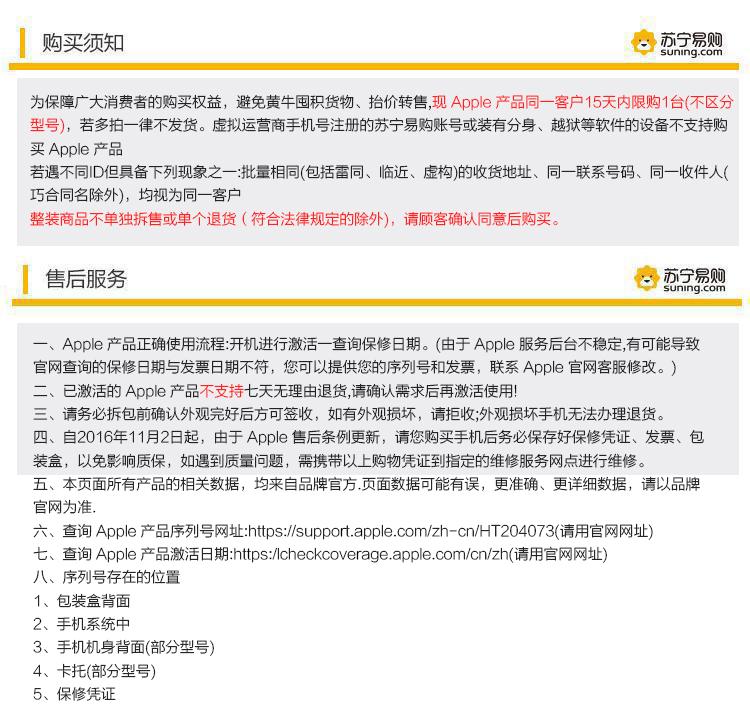 购买须知
苏宁易购
suning.com
为保障广大消费者的购买权益，避免黄牛囤积货物、抬价转售,现 Apple 产品同一客户15天内限购1台(不区分
型号)，若多拍一律不发货。虚拟运营商手机号注册的苏宁易购账号或装有分身、越狱等软件的设备不支持购
买 Apple 产品
若遇不同ID但具备下列现象之一:批量相同(包括雷同、临近、虚构)的收货地址、同一联系号码、同一收件人(
巧合同名除外)，均视为同一客户
整装商品不单独拆售或单个退货（符合法律规定的除外)，请顾客确认同意后购买。
售后服务
苏宁易购
suning.com
一、Apple 产品正确使用流程:开机进行激活一查询保修日期。(由于 Apple 服务后台不稳定,有可能导致
官网查询的保修日期与发票日期不符，您可以提供您的序列号和发票，联系 Apple 官网客服修改。)
二、已激活的 Apple 产品不支持七天无理由退货,请确认需求后再激活使用!
三、请务必拆包前确认外观完好后方可签收，如有外观损坏，请拒收;外观损坏手机无法办理退货。
四、自2016年11月2日起，由于 Apple 售后条例更新，请您购买手机后务必保存好保修凭证、发票、包
装盒，以免影响质保，如遇到质量问题，需携带以上购物凭证到指定的维修服务网点进行维修。
五、本页面所有产品的相关数据，均来自品牌官方.页面数据可能有误，更准确、更详细数据，请以品牌
官网为准.
六、查询 Apple 产品序列号网址:https://support.apple.com/zh-cn/HT204073(请用官网网址)
七、查询 Apple 产品激活日期:https:/lcheckcoverage.apple.com/cn/zh(请用官网网址)
八、序列号存在的位置
1、包装盒背面
2、手机系统中
3、手机机身背面(部分型号)
4、卡托(部分型号)
5、保修凭证